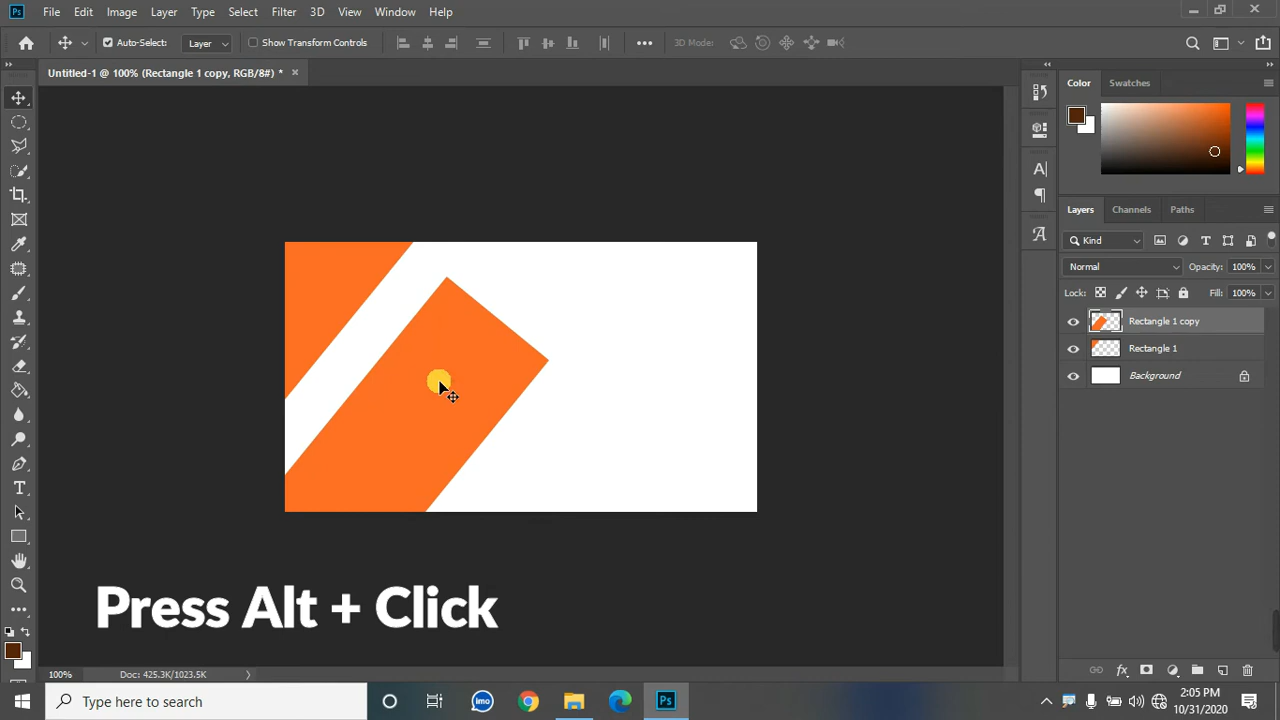 Ps File Edit Image Layer Type Select Filter 3D View Window Help
Auto-Select: Layer Show Transform Controls 3D Mode:
Untitled-1 @ 100% (Rectangle 1 copy, RGB/8#) *
Color Swatches
Layers Channels Paths
Kind
Normal Opacity: 100%
Lock: Fill: 100%
Rectangle 1 copy
Rectangle 1
Background
Press Alt + Click
100% Doc: 425.3K/1023.5K
Type here to search
imo
Ps
2:05 PM
10/31/2020